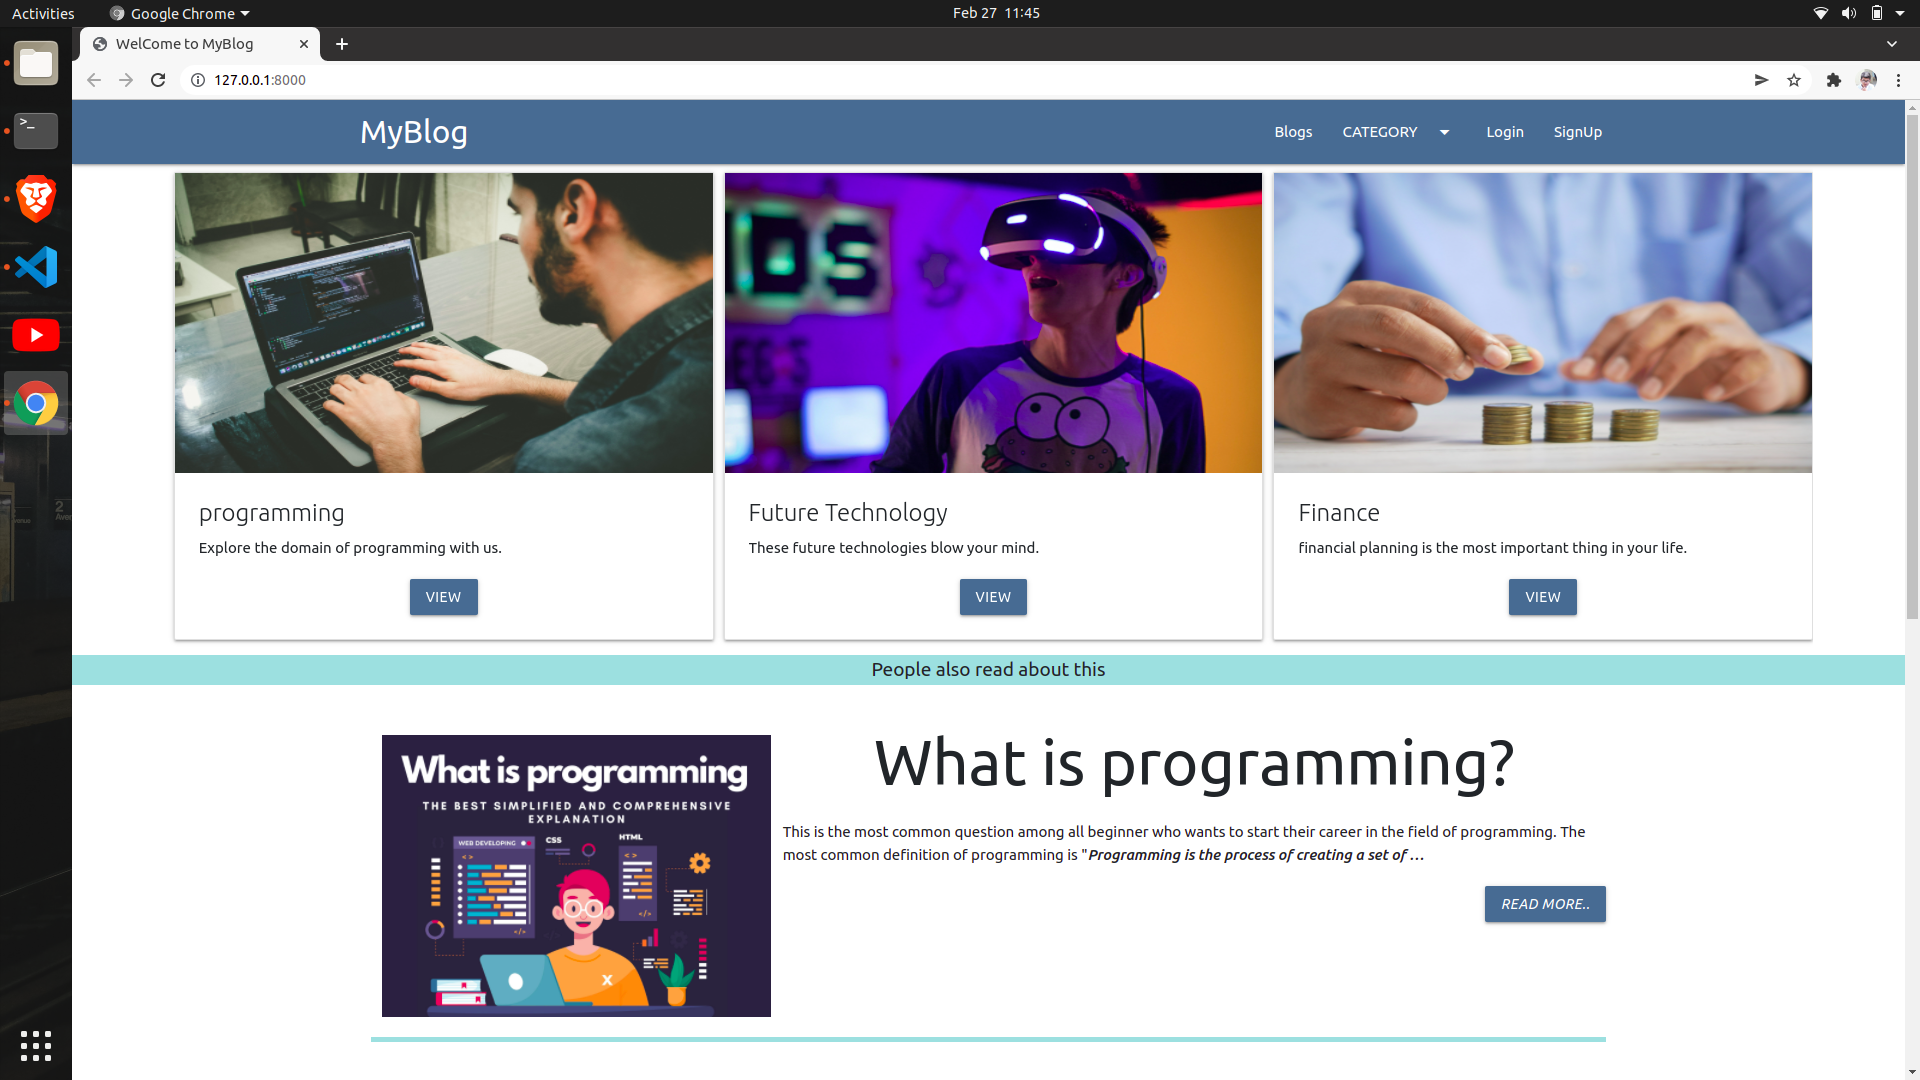 Activities
Google Chrome
Feb 27 11:45
WelCome to MyBlog
127.0.0.1:8000
MyBlog
Blogs
CATEGORY
Login
SignUp
programming
Explore the domain of programming with us.
VIEW
Future Technology
These future technologies blow your mind.
VIEW
Finance
financial planning is the most important thing in your life.
VIEW
People also read about this
What is programming
THE BEST SIMPLIFIED AND COMPREHENSIVE
EXPLANATION
WEB DEVELOPING
CSS
HTML
What is programming?
This is the most common question among all beginner who wants to start their career in the field of programming. The
most common definition of programming is "Programming is the process of creating a set of …
READ MORE..